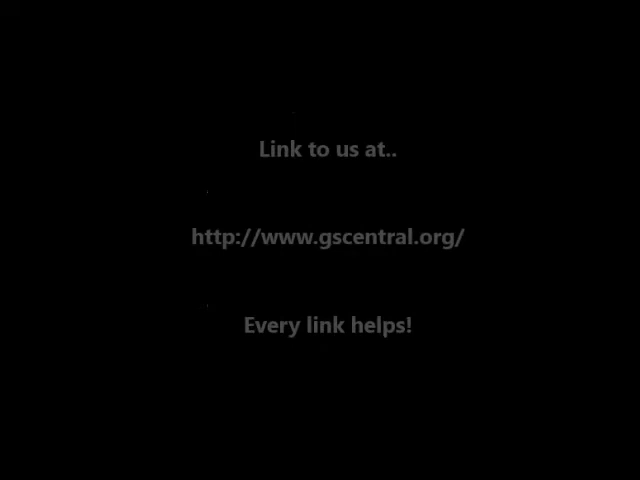 Link to us at..
http://www.gscentral.org/
Every link helps!